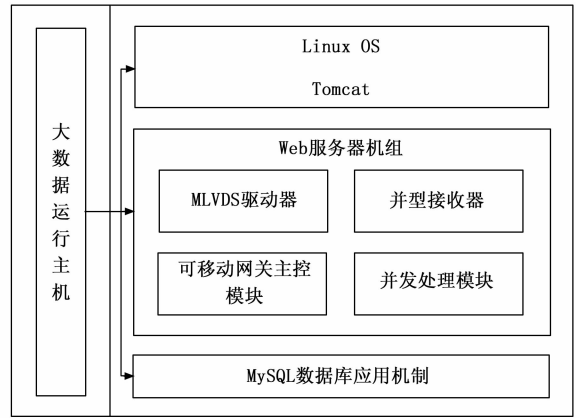 大
数
据
运
行
主
机
Linux OS
Tomcat
Web服务器机组
MLVDS驱动器
并型接收器
可移动网关主控
模块
并发处理模块
MySQL数据库应用机制